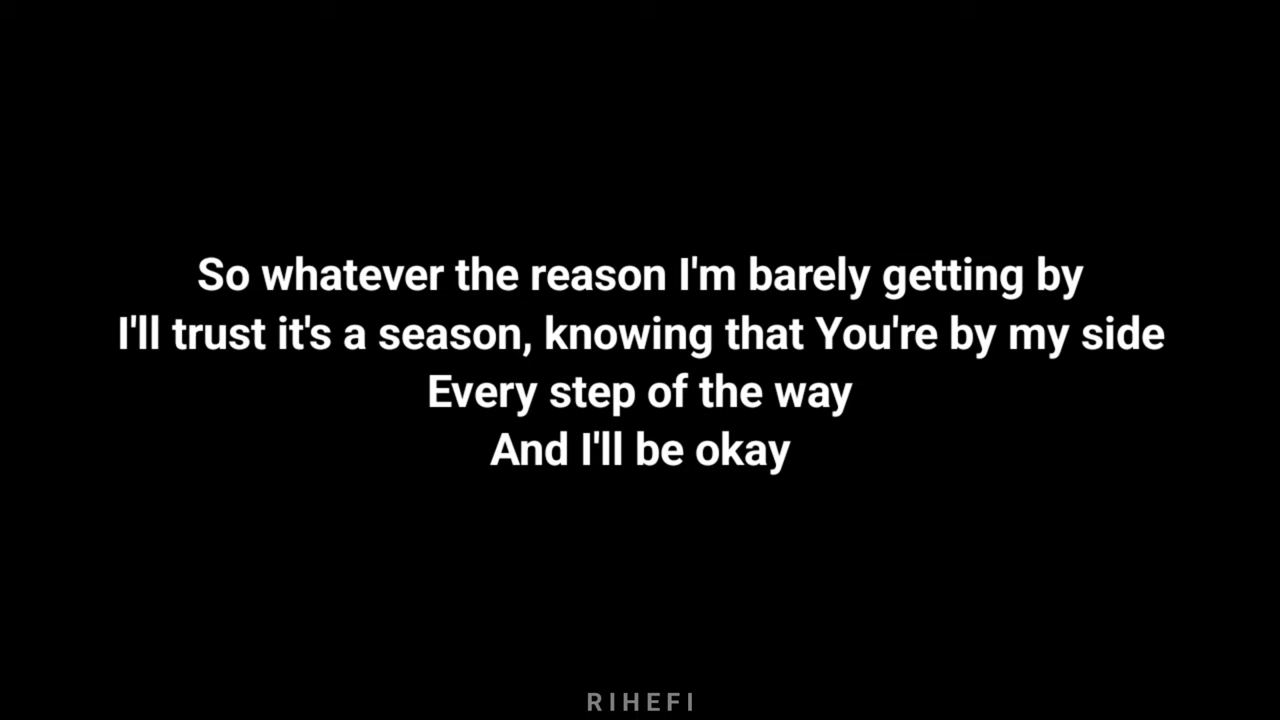 So whatever the reason I'm barely getting by
I'll trust it's a season, knowing that You're by my side
Every step of the way
And I'll be okay
RIHEFI